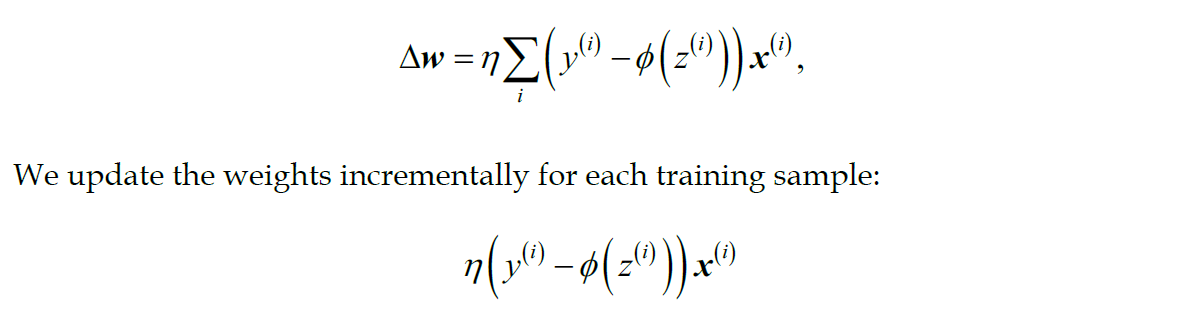 Δw = η∑(y⁽ⁱ⁾ − ϕ(z⁽ⁱ⁾))x⁽ⁱ⁾,
i
We update the weights incrementally for each training sample:
η(y⁽ⁱ⁾ − ϕ(z⁽ⁱ⁾))x⁽ⁱ⁾